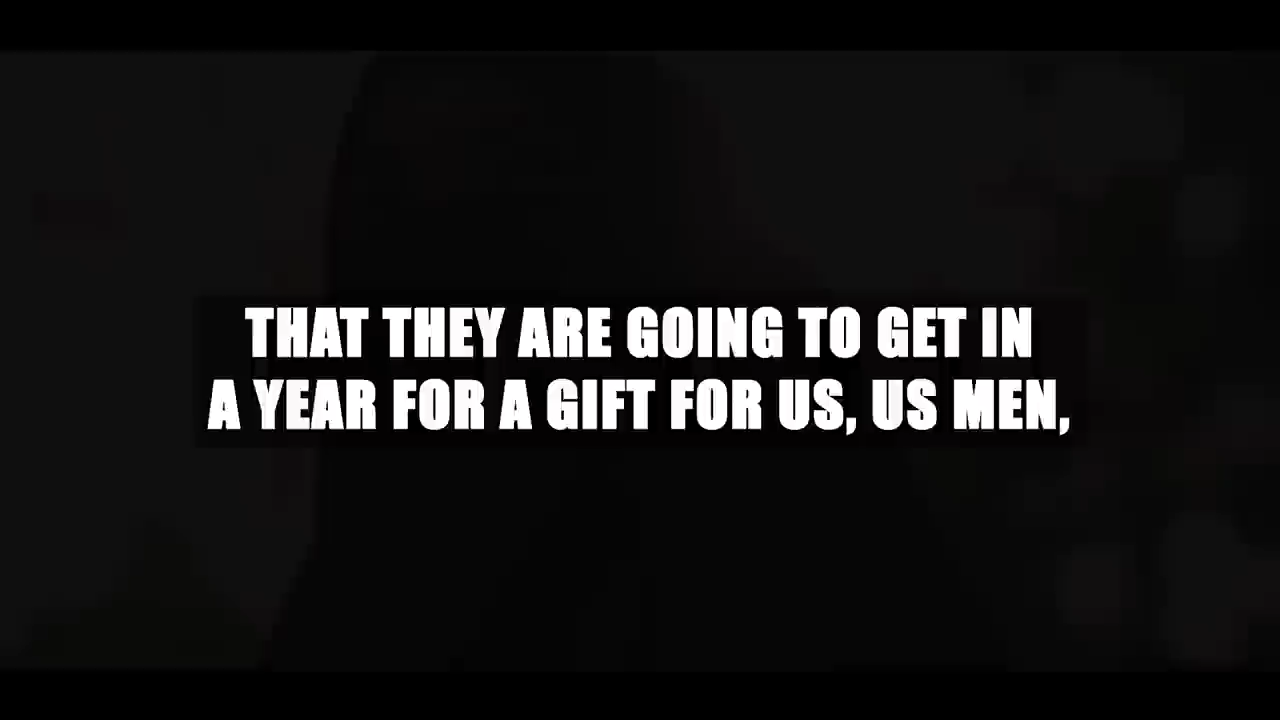 THAT THEY ARE GOING TO GET IN
A YEAR FOR A GIFT FOR US, US MEN,